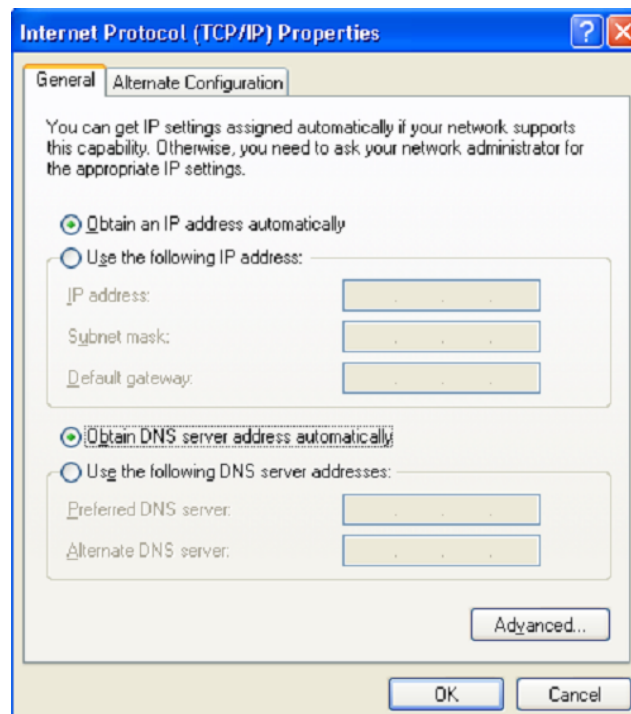 Internet Protocol (TCP/IP) Properties
General
Alternate Configuration
You can get IP settings assigned automatically if your network supports
this capability. Otherwise, you need to ask your network administrator for
the appropriate IP settings.
Obtain an IP address automatically
Use the following IP address:
IP address:
Subnet mask:
Default gateway:
Obtain DNS server address automatically
Use the following DNS server addresses:
Preferred DNS server:
Alternate DNS server:
Advanced...
OK
Cancel